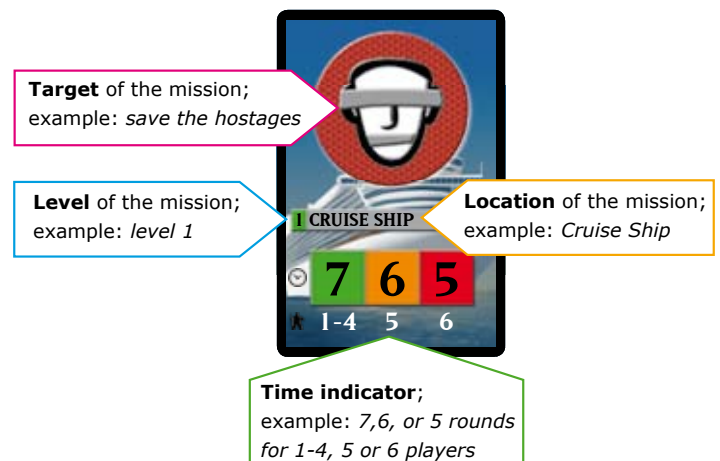 Target of the mission;
example: save the hostages
Level of the mission;
example: level 1
1 CRUISE SHIP
Location of the mission;
example: Cruise Ship
7 6 5
1-4 5 6
Time indicator;
example: 7,6, or 5 rounds
for 1-4, 5 or 6 players